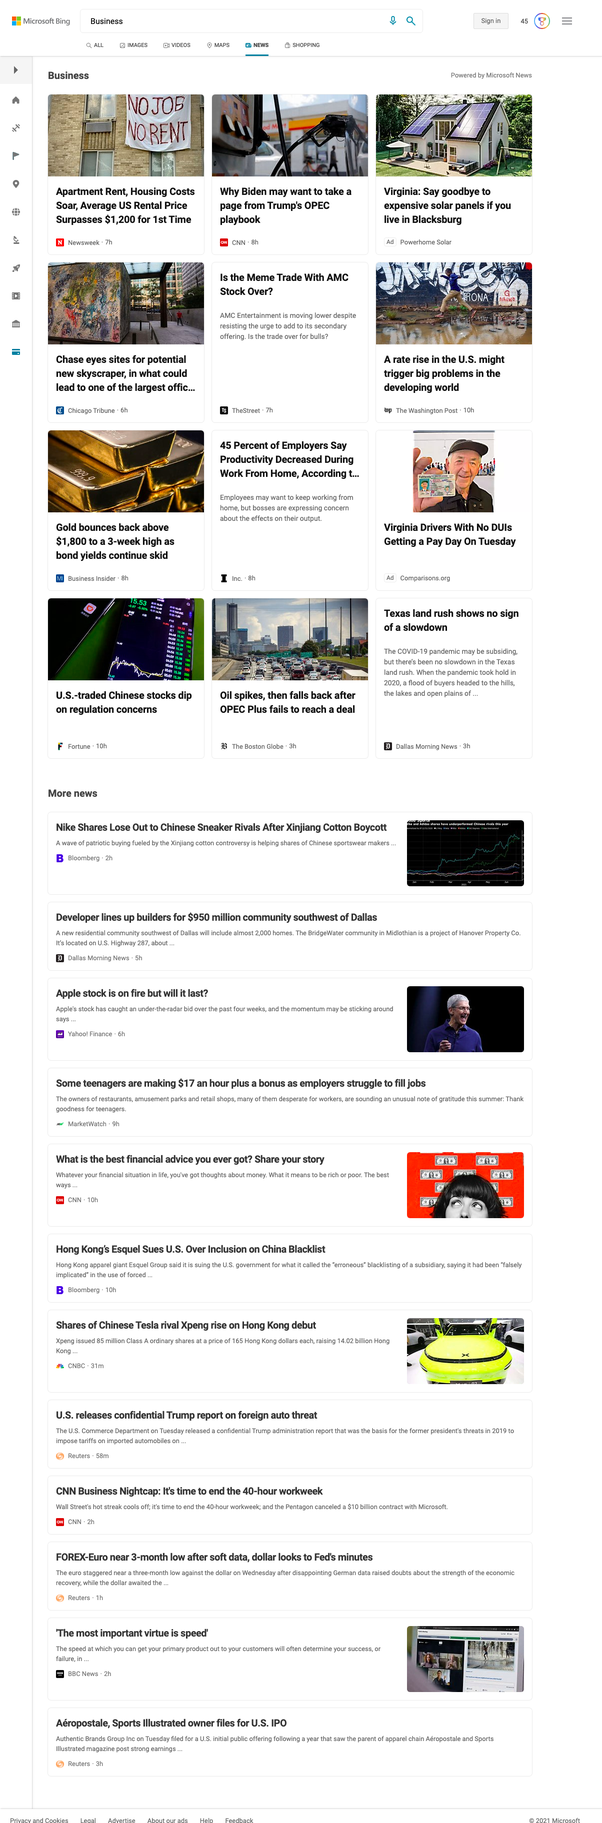 Microsoft Bing
Business
Sign in
45
ALL
IMAGES
VIDEOS
MAPS
NEWS
SHOPPING
Business
Powered by Microsoft News
NO JOB
NO RENT
Apartment Rent, Housing Costs
Soar, Average US Rental Price
Surpasses $1,200 for 1st Time
Newsweek · 7h
Why Biden may want to take a
page from Trump's OPEC
playbook
CNN · 8h
Virginia: Say goodbye to
expensive solar panels if you
live in Blacksburg
Ad Powerhome Solar
Chase eyes sites for potential
new skyscraper, in what could
lead to one of the largest offic...
Chicago Tribune · 6h
Is the Meme Trade With AMC
Stock Over?
AMC Entertainment is moving lower despite
resisting the urge to add to its secondary
offering. Is the trade over for bulls?
TheStreet · 7h
A rate rise in the U.S. might
trigger big problems in the
developing world
The Washington Post · 10h
Gold bounces back above
$1,800 to a 3-week high as
bond yields continue skid
Business Insider · 8h
45 Percent of Employers Say
Productivity Decreased During
Work From Home, According t...
Employees may want to keep working from
home, but bosses are expressing concern
about the effects on their output.
Inc. · 8h
Virginia Drivers With No DUIs
Getting a Pay Day On Tuesday
Ad Comparisons.org
U.S.-traded Chinese stocks dip
on regulation concerns
Fortune · 10h
Oil spikes, then falls back after
OPEC Plus fails to reach a deal
The Boston Globe · 3h
Texas land rush shows no sign
of a slowdown
The COVID-19 pandemic may be subsiding,
but there's been no slowdown in the Texas
land rush. When the pandemic took hold in
2020, a flood of buyers headed to the hills,
the lakes and open plains of ...
Dallas Morning News · 3h
More news
Nike Shares Lose Out to Chinese Sneaker Rivals After Xinjiang Cotton Boycott
A wave of patriotic buying fueled by the Xinjiang cotton controversy is helping shares of Chinese sportswear makers ...
Bloomberg · 2h
Developer lines up builders for $950 million community southwest of Dallas
A new residential community southwest of Dallas will include almost 2,000 homes. The BridgeWater community in Midlothian is a project of Hanover Property Co.
It's located on U.S. Highway 287, about ...
Dallas Morning News · 5h
Apple stock is on fire but will it last?
Apple's stock has caught an under-the-radar bid over the past four weeks, and the momentum may be sticking around
says ...
Yahoo! Finance · 6h
Some teenagers are making $17 an hour plus a bonus as employers struggle to fill jobs
The owners of restaurants, amusement parks and retail shops, many of them desperate for workers, are sounding an unusual note of gratitude this summer: Thank
goodness for teenagers.
MarketWatch · 9h
What is the best financial advice you ever got? Share your story
Whatever your financial situation in life, you've got thoughts about money. What it means to be rich or poor. The best
ways ...
CNN · 10h
Hong Kong's Esquel Sues U.S. Over Inclusion on China Blacklist
Hong Kong apparel giant Esquel Group said it is suing the U.S. government for what it called the "erroneous" blacklisting of a subsidiary, saying it had been "falsely
implicated" in the use of forced ...
Bloomberg · 10h
Shares of Chinese Tesla rival Xpeng rise on Hong Kong debut
Xpeng issued 85 million Class A ordinary shares at a price of 165 Hong Kong dollars each, raising 14.02 billion Hong
Kong ...
CNBC · 31m
U.S. releases confidential Trump report on foreign auto threat
The U.S. Commerce Department on Tuesday released a confidential Trump administration report that was the basis for the former president's threats in 2019 to
impose tariffs on imported automobiles on ...
Reuters · 58m
CNN Business Nightcap: It's time to end the 40-hour workweek
Wall Street's hot streak cools off; it's time to end the 40-hour workweek; and the Pentagon canceled a $10 billion contract with Microsoft.
CNN · 2h
FOREX-Euro near 3-month low after soft data, dollar looks to Fed's minutes
The euro staggered near a three-month low against the dollar on Wednesday after disappointing German data raised doubts about the strength of the economic
recovery, while the dollar awaited the ...
Reuters · 1h
'The most important virtue is speed'
The speed at which you can get your primary product out to your customers will often determine your success, or
failure, in ...
BBC News · 2h
Aéropostale, Sports Illustrated owner files for U.S. IPO
Authentic Brands Group Inc on Tuesday filed for a U.S. initial public offering following a year that saw the parent of apparel chain Aéropostale and Sports
Illustrated magazine post strong earnings ...
Reuters · 3h
Privacy and Cookies
Legal
Advertise
About our ads
Help
Feedback
© 2021 Microsoft